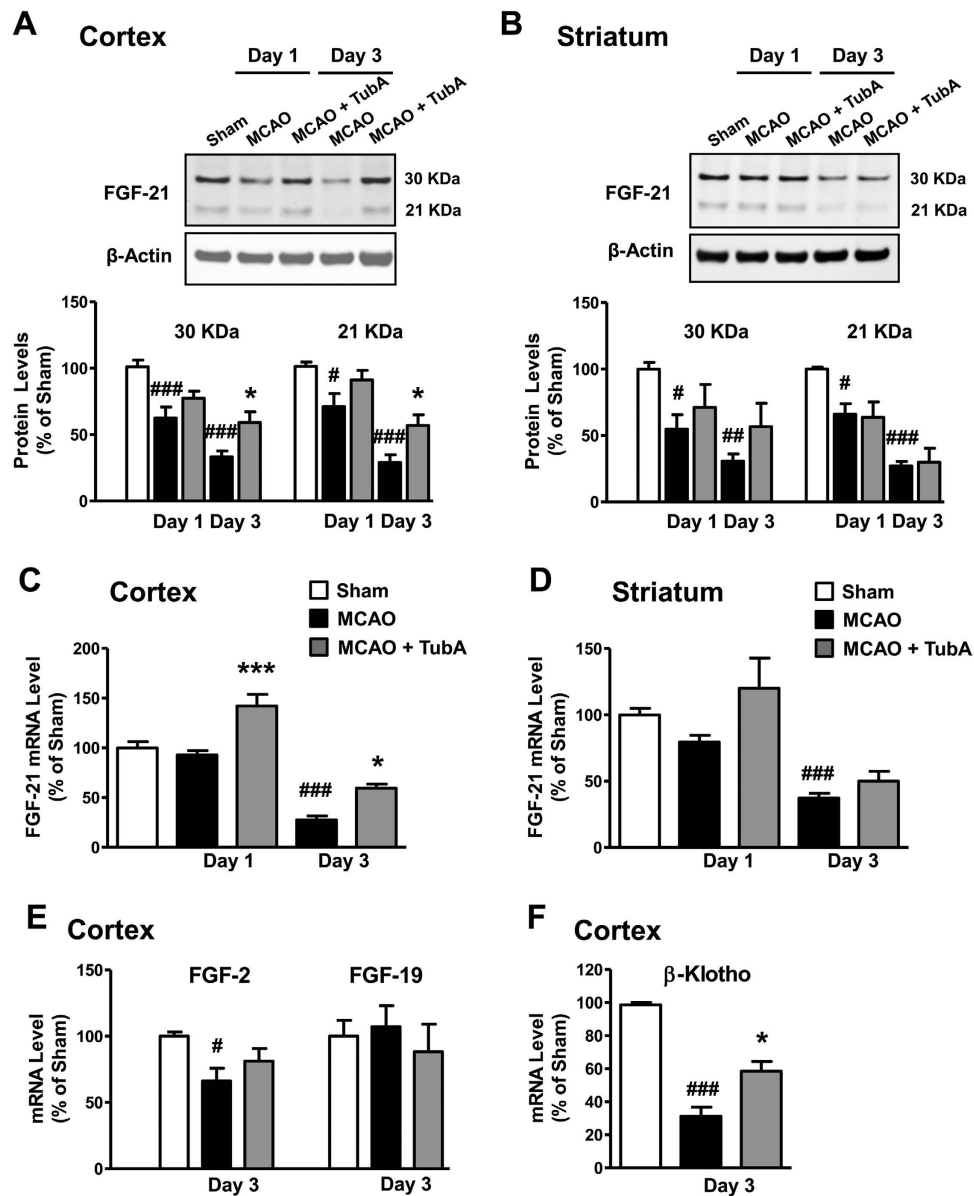 A Cortex
Day 1 Day 3
Sham MCAO MCAO + TubA MCAO MCAO + TubA
FGF-21
30 KDa
21 KDa
β-Actin
Protein Levels
(% of Sham)
150
100
50
0
30 KDa 21 KDa
### ### * # ### *
Day 1 Day 3 Day 1 Day 3
B Striatum
Day 1 Day 3
Sham MCAO MCAO + TubA MCAO MCAO + TubA
FGF-21
30 KDa
21 KDa
β-Actin
Protein Levels
(% of Sham)
150
100
50
0
30 KDa 21 KDa
# ## # ###
Day 1 Day 3 Day 1 Day 3
C Cortex
Sham
MCAO
MCAO + TubA
FGF-21 mRNA Level
(% of Sham)
200
150
100
50
0
*** ### *
Day 1 Day 3
D Striatum
Sham
MCAO
MCAO + TubA
FGF-21 mRNA Level
(% of Sham)
150
100
50
0
###
Day 1 Day 3
E Cortex
mRNA Level
(% of Sham)
150
100
50
0
FGF-2 FGF-19
#
Day 3 Day 3
F Cortex
β-Klotho
mRNA Level
(% of Sham)
120
100
80
60
40
20
0
### *
Day 3